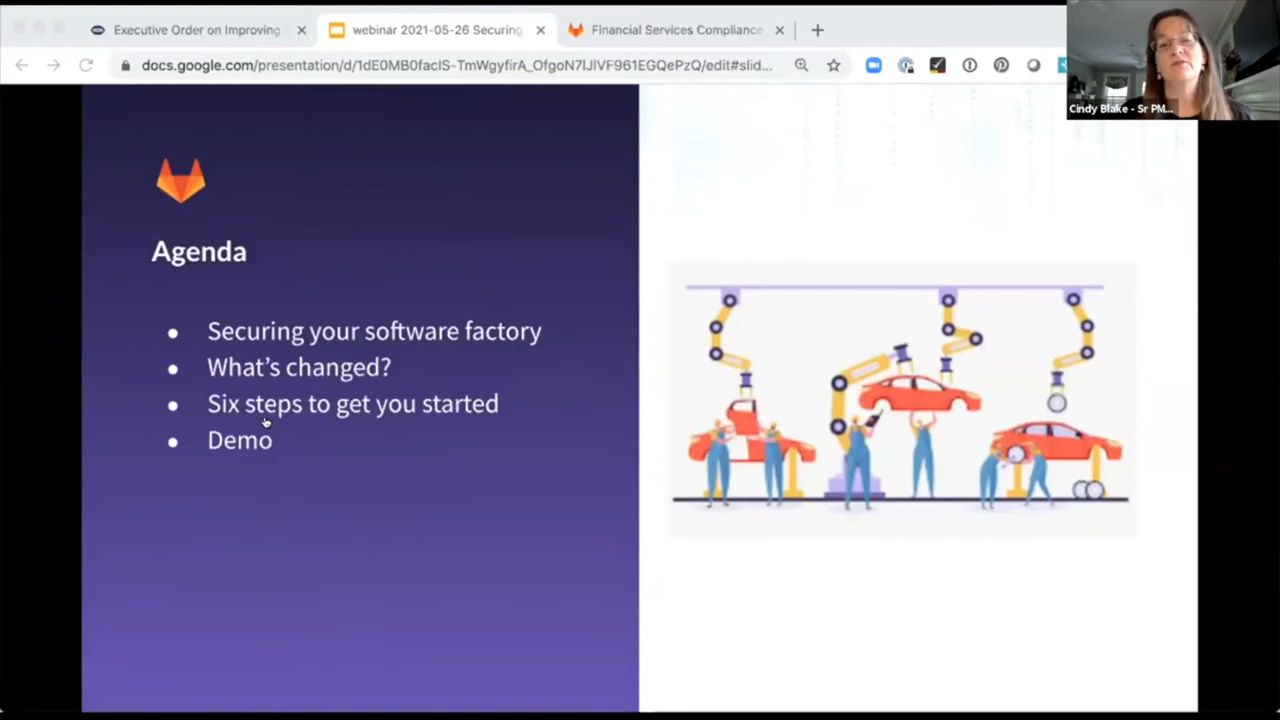 Executive Order on Improving
webinar 2021-05-26 Securing
Financial Services Compliance
docs.google.com/presentation/d/1dE0MB0facIS-TmWgyfirA_OfgoN7IJIVF961EGQePzQ/edit#slid...
Cindy Blake - Sr PM...
Agenda
● Securing your software factory
● What's changed?
● Six steps to get you started
● Demo